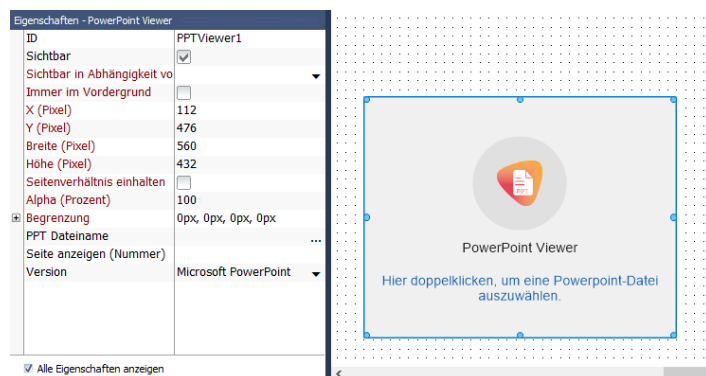 Eigenschaften - PowerPoint Viewer
ID PPTViewer1
Sichtbar
Sichtbar in Abhängigkeit vo
Immer im Vordergrund
X (Pixel) 112
Y (Pixel) 476
Breite (Pixel) 560
Höhe (Pixel) 432
Seitenverhältnis einhalten
Alpha (Prozent) 100
Begrenzung 0px, 0px, 0px, 0px
PPT Dateiname ...
Seite anzeigen (Nummer)
Version Microsoft PowerPoint
Alle Eigenschaften anzeigen
PPT
PowerPoint Viewer
Hier doppelklicken, um eine Powerpoint-Datei
auszuwählen.